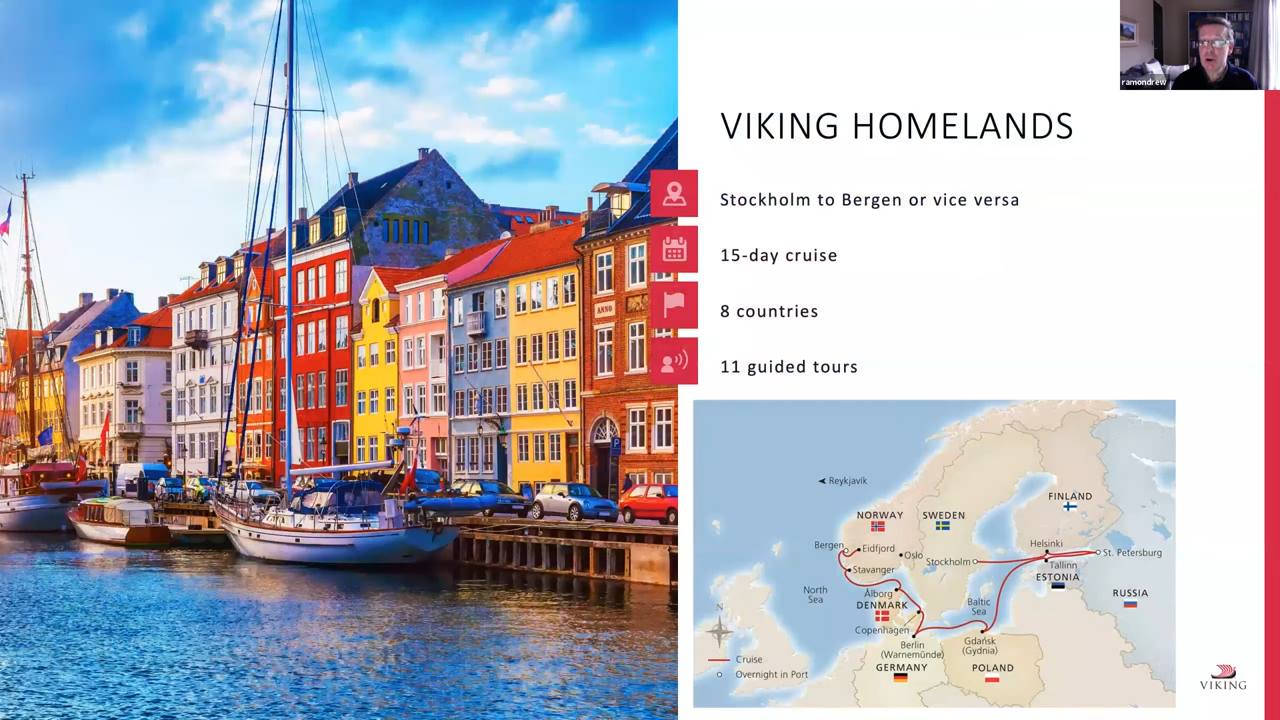 ramondrew
VIKING HOMELANDS
Stockholm to Bergen or vice versa
15-day cruise
8 countries
11 guided tours
ANNO
P
Reykjavik
FINLAND
NORWAY
SWEDEN
Bergen
Eidfjord
Oslo
Helsinki
St. Petersburg
Stockholm
Tallinn
Stavanger
ESTONIA
North
Sea
Ålborg
DENMARK
Baltic
Sea
RUSSIA
N
Copenhagen
Berlin
(Warnemünde)
Gdańsk
(Gydnia)
GERMANY
POLAND
Cruise
Overnight in Port
VIKING